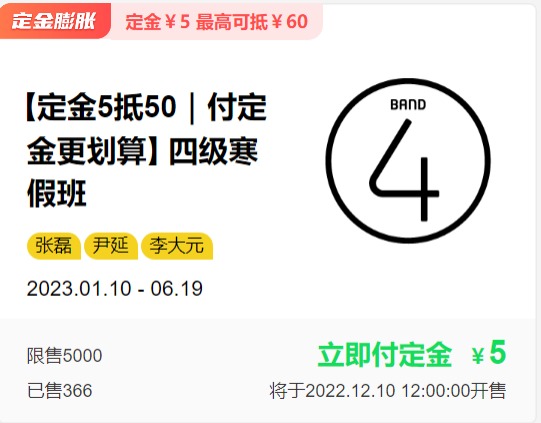 定金膨胀 定金￥5 最高可抵￥60
【定金5抵50｜付定
金更划算】四级寒
假班
BAND
4
张磊 尹延 李大元
2023.01.10 - 06.19
限售5000
立即付定金 ￥5
已售366
将于2022.12.10 12:00:00开售